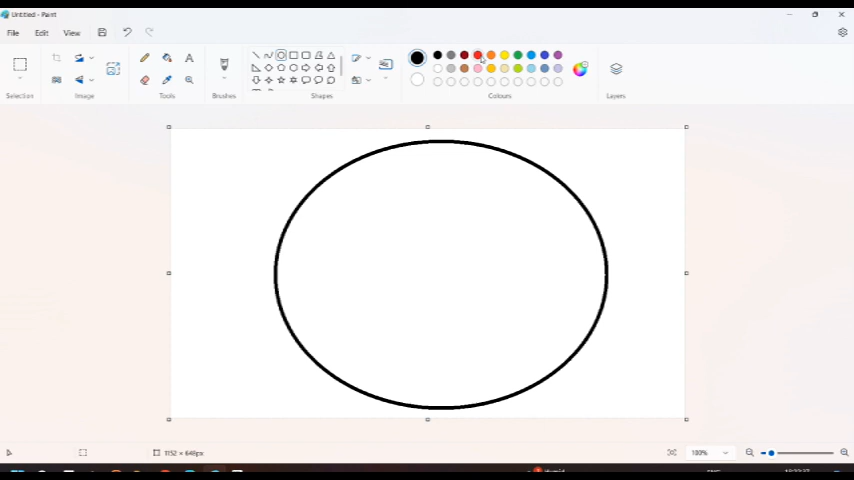 Untitled - Paint
File Edit View
Selection Image Tools Brushes Shapes Colours Layers
1152 × 648px 100%